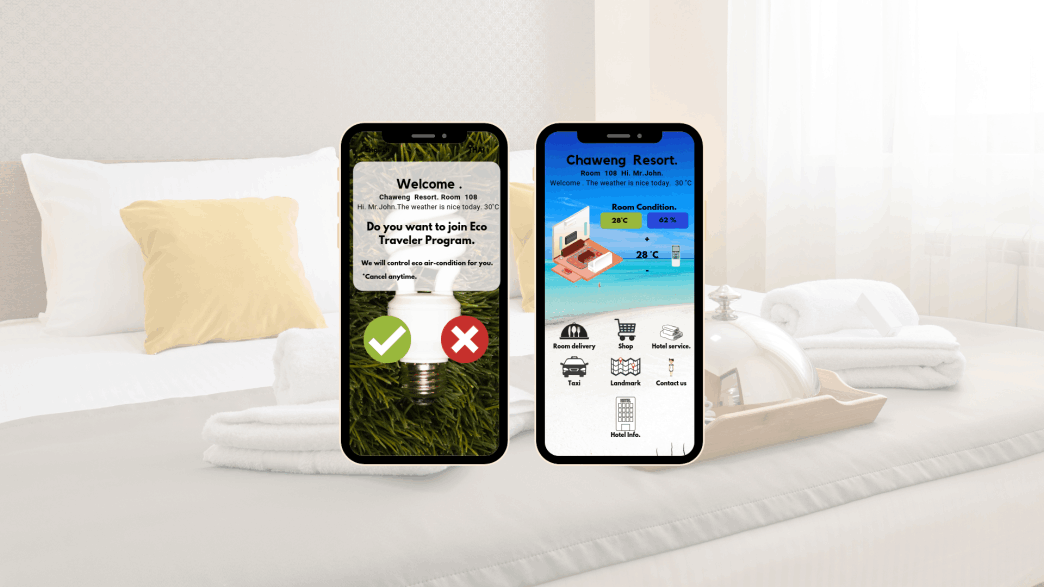 Welcome .
Chaweng Resort. Room 108
Hi. Mr.John.The weather is nice today. 30°C
Do you want to join Eco
Traveler Program.
We will control eco air-condition for you.
*Cancel anytime.
Chaweng Resort.
Room 108 Hi. Mr.John.
Welcome . The weather is nice today. 30°C
Room Condition.
28°C
62 %
+
28 °C
-
Room delivery
Shop
Hotel service.
Taxi
Landmark
Contact us
HOTEL
Hotel Info.